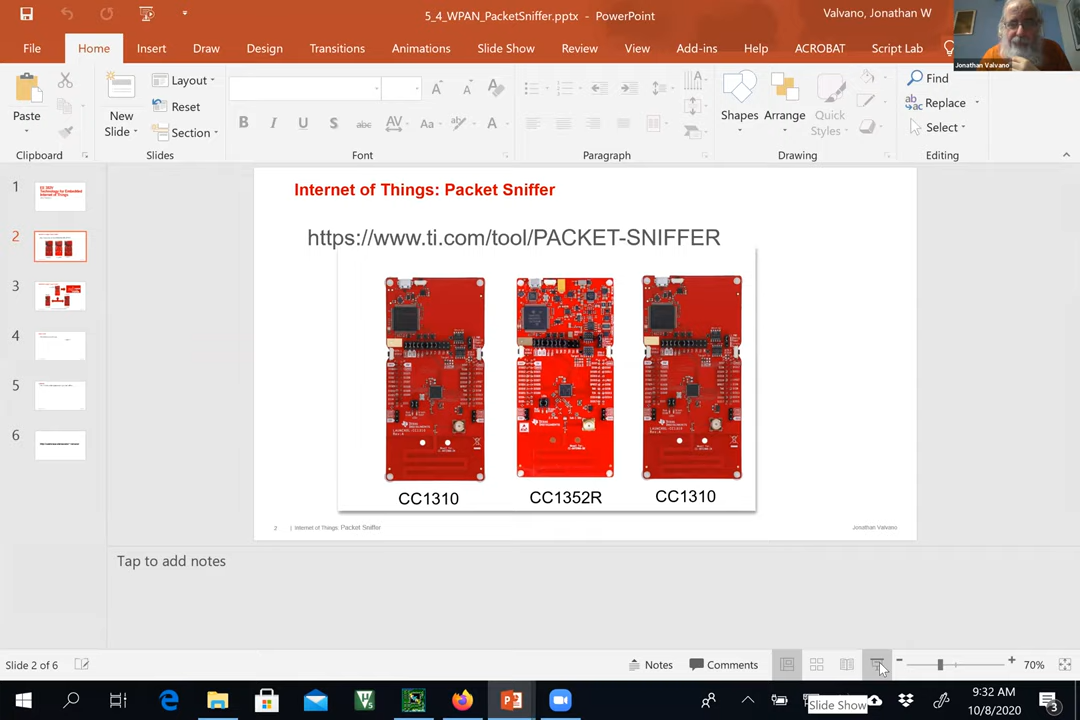 5_4_WPAN_PacketSniffer.pptx - PowerPoint
Valvano, Jonathan W
File Home Insert Draw Design Transitions Animations Slide Show Review View Add-ins Help ACROBAT Script Lab
Jonathan Valvano
Paste
New
Slide
Layout
Reset
Section
Shapes
Arrange
Quick
Styles
Find
Replace
Select
Clipboard Slides Font Paragraph Drawing Editing
1
2
3
4
5
6
Internet of Things: Packet Sniffer
https://www.ti.com/tool/PACKET-SNIFFER
CC1310 CC1352R CC1310
2 | Internet of Things: Packet Sniffer Jonathan Valvano
Tap to add notes
Slide 2 of 6 Notes Comments 70%
Slide Show
9:32 AM
10/8/2020
3